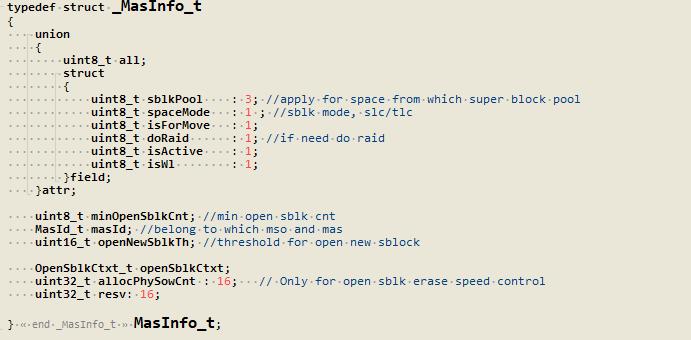 typedef struct _MasInfo_t
{
union
{
uint8_t all;
struct
{
uint8_t sblkPool : 3; //apply for space from which super block pool
uint8_t spaceMode : 1 ; //sblk mode, slc/tlc
uint8_t isForMove : 1;
uint8_t doRaid : 1; //if need do raid
uint8_t isActive : 1;
uint8_t isWl : 1;
}field;
}attr;
uint8_t minOpenSblkCnt; //min open sblk cnt
MasId_t masId; //belong to which mso and mas
uint16_t openNewSblkTh; //threshold for open new sblock
OpenSblkCtxt_t openSblkCtxt;
uint32_t allocPhySowCnt : 16; // Only for open sblk erase speed control
uint32_t resv: 16;
} « end _MasInfo_t » MasInfo_t;